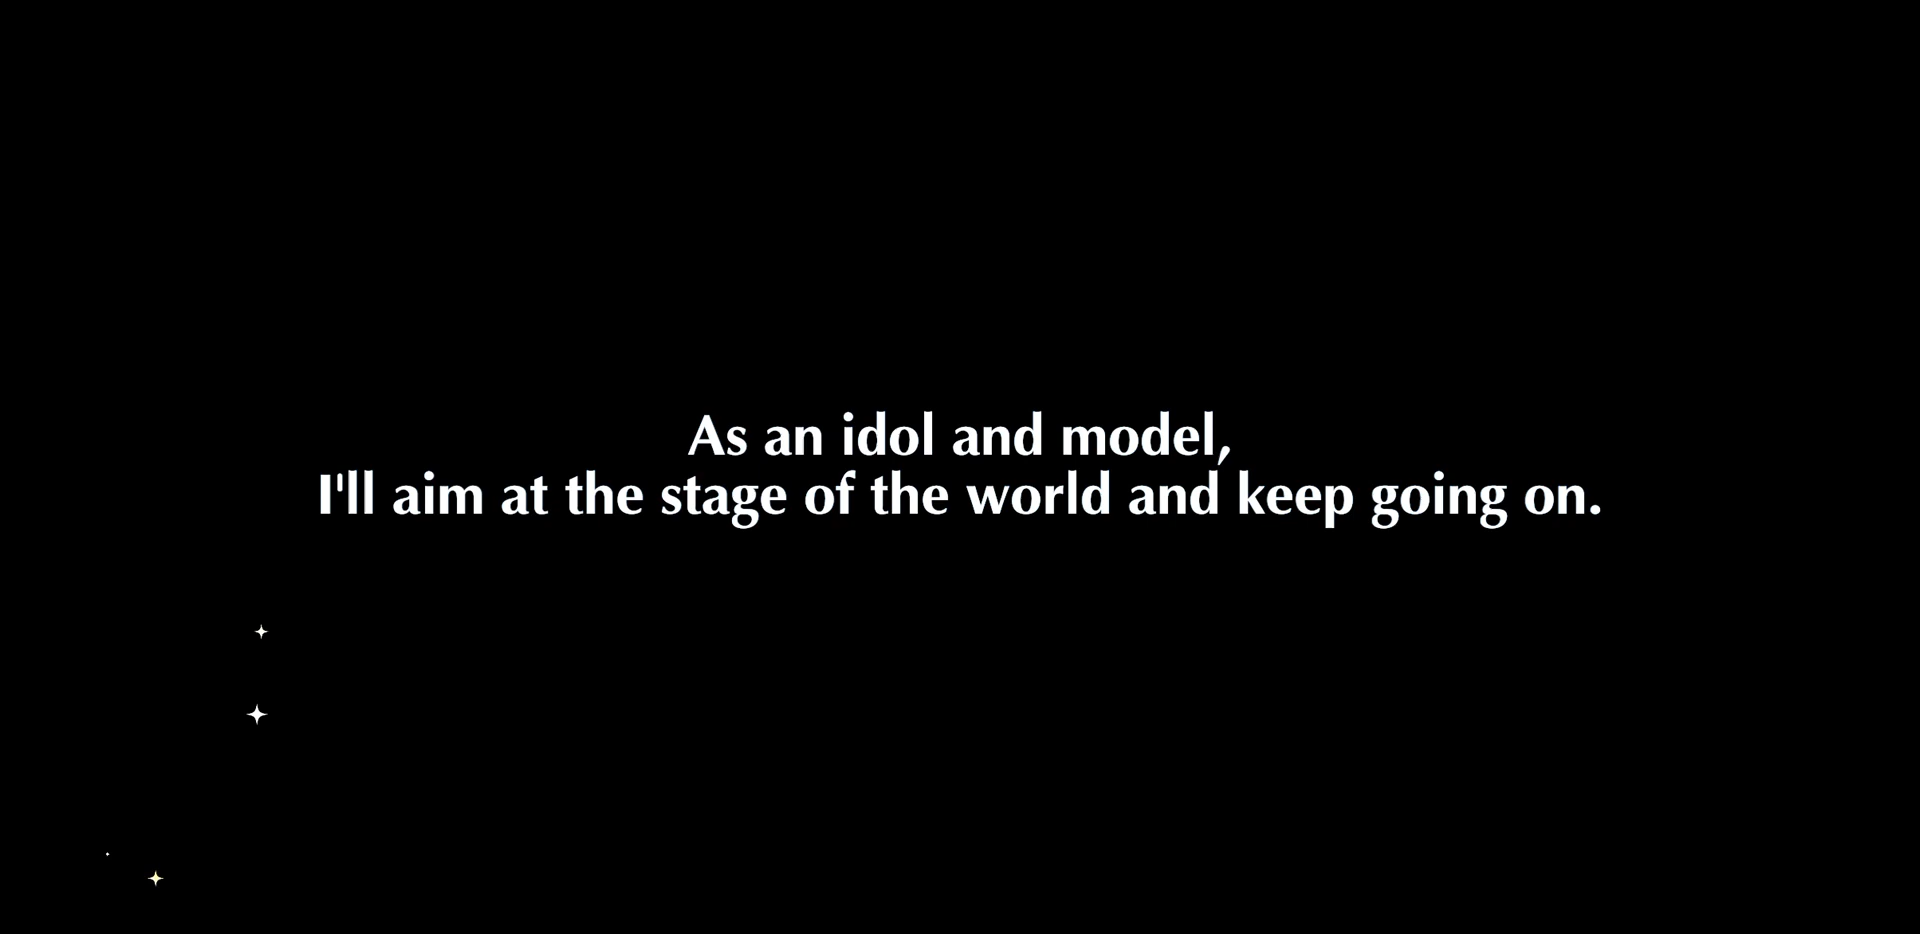 As an idol and model,
I'll aim at the stage of the world and keep going on.